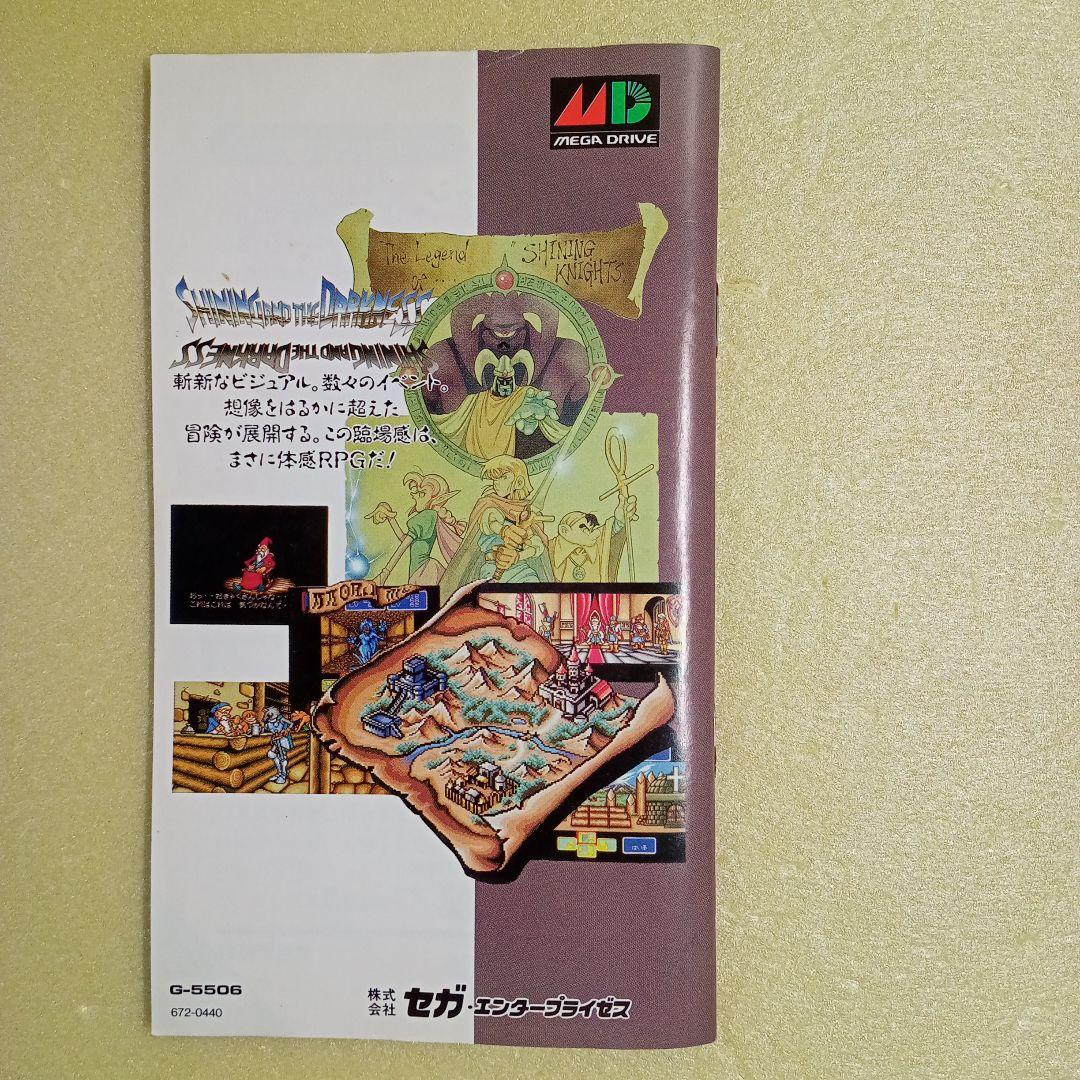 MEGA DRIVE
The Legend of... "SHINING KNIGHTS"
SHINING AND THE DARKNESS
SHINING AND THE DARKNESS
斬新なビジュアル。数々のイベント。
想像をはるかに超えた
冒険が展開する。この臨場感は、
まさに体感RPGだ!
はいる
G-5506
672-0440
株式会社 セガ・エンタープライゼス